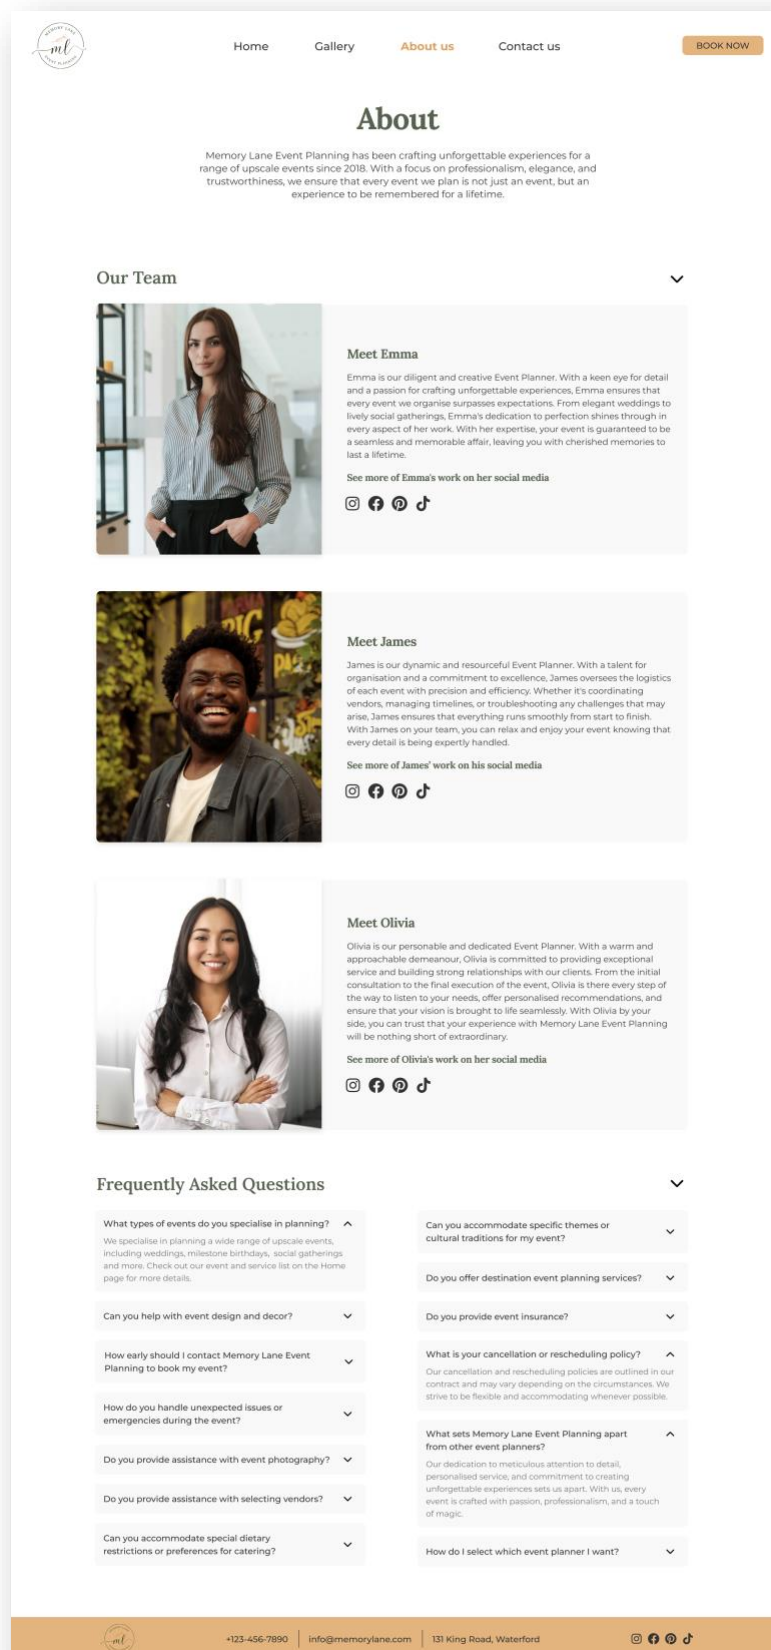 MEMORY LANE
ml
EVENT PLANNING
Home
Gallery
About us
Contact us
BOOK NOW
About
Memory Lane Event Planning has been crafting unforgettable experiences for a
range of upscale events since 2018. With a focus on professionalism, elegance, and
trustworthiness, we ensure that every event we plan is not just an event, but an
experience to be remembered for a lifetime.
Our Team
Meet Emma
Emma is our diligent and creative Event Planner. With a keen eye for detail
and a passion for crafting unforgettable experiences, Emma ensures that
every event we organise surpasses expectations. From elegant weddings to
lively social gatherings, Emma's dedication to perfection shines through in
every aspect of her work. With her expertise, your event is guaranteed to be
a seamless and memorable affair, leaving you with cherished memories to
last a lifetime.
See more of Emma's work on her social media
Meet James
James is our dynamic and resourceful Event Planner. With a talent for
organisation and a commitment to excellence, James oversees the logistics
of each event with precision and efficiency. Whether it's coordinating
vendors, managing timelines, or troubleshooting any challenges that may
arise, James ensures that everything runs smoothly from start to finish.
With James on your team, you can relax and enjoy your event knowing that
every detail is being expertly handled.
See more of James' work on his social media
Meet Olivia
Olivia is our personable and dedicated Event Planner. With a warm and
approachable demeanour, Olivia is committed to providing exceptional
service and building strong relationships with our clients. From the initial
consultation to the final execution of the event, Olivia is there every step of
the way to listen to your needs, offer personalised recommendations, and
ensure that your vision is brought to life seamlessly. With Olivia by your
side, you can trust that your experience with Memory Lane Event Planning
will be nothing short of extraordinary.
See more of Olivia's work on her social media
Frequently Asked Questions
What types of events do you specialise in planning?
We specialise in planning a wide range of upscale events,
including weddings, milestone birthdays, social gatherings
and more. Check out our event and service list on the Home
page for more details.
Can you help with event design and decor?
How early should I contact Memory Lane Event
Planning to book my event?
How do you handle unexpected issues or
emergencies during the event?
Do you provide assistance with event photography?
Do you provide assistance with selecting vendors?
Can you accommodate special dietary
restrictions or preferences for catering?
Can you accommodate specific themes or
cultural traditions for my event?
Do you offer destination event planning services?
Do you provide event insurance?
What is your cancellation or rescheduling policy?
Our cancellation and rescheduling policies are outlined in our
contract and may vary depending on the circumstances. We
strive to be flexible and accommodating whenever possible.
What sets Memory Lane Event Planning apart
from other event planners?
Our dedication to meticulous attention to detail,
personalised service, and commitment to creating
unforgettable experiences sets us apart. With us, every
event is crafted with passion, professionalism, and a touch
of magic.
How do I select which event planner I want?
ml
+123-456-7890
info@memorylane.com
131 King Road, Waterford